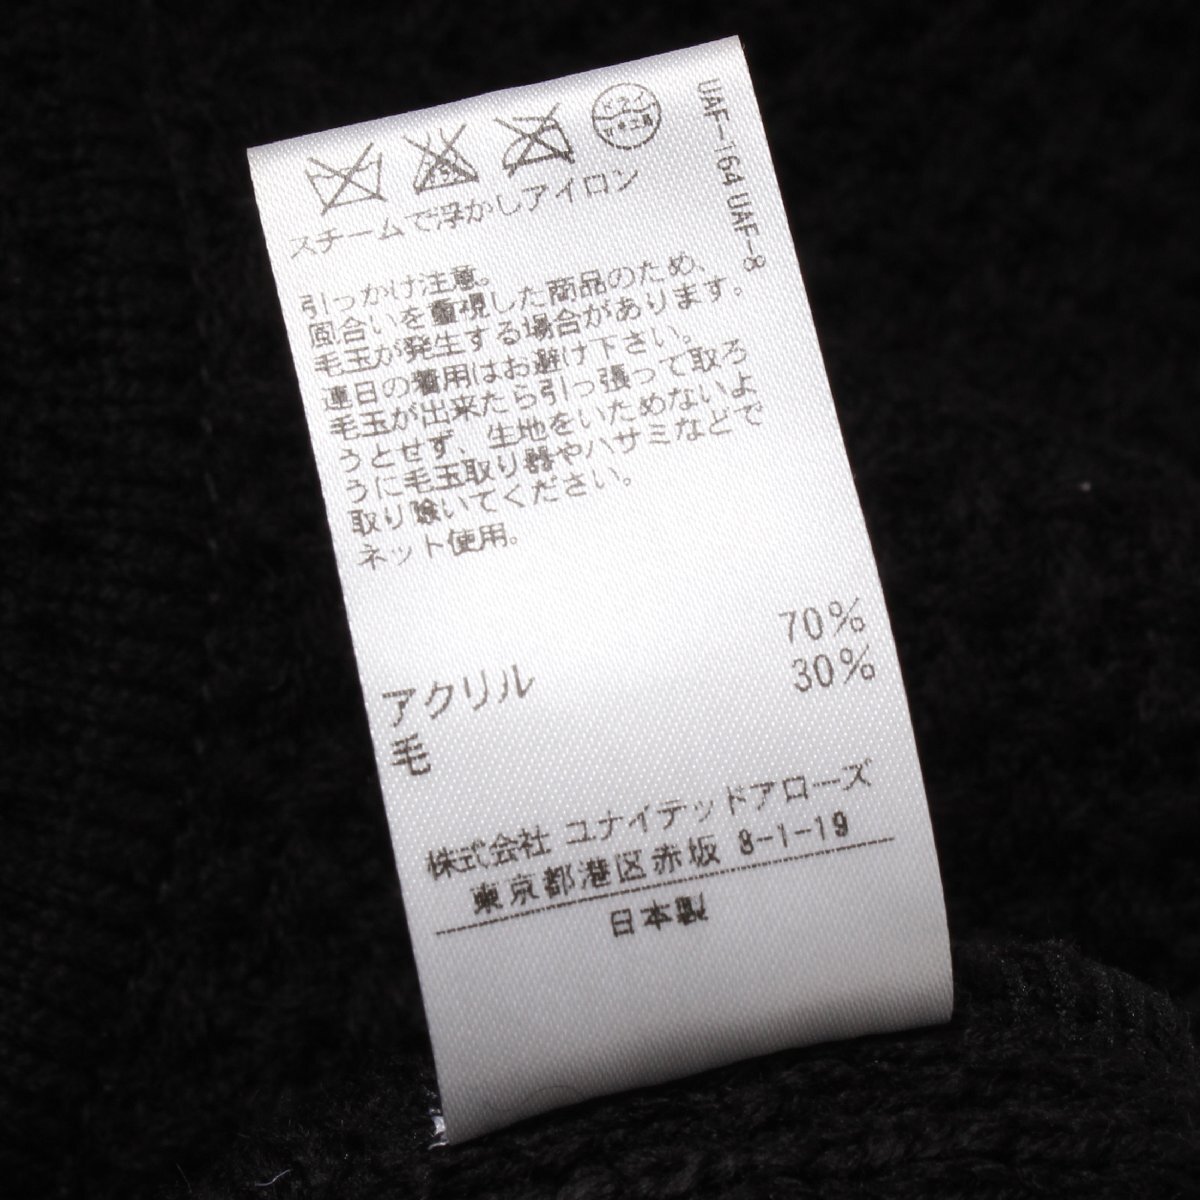 ドライ
スチームで浮かしアイロン
引っかけ注意。
風合いを重視した商品のため、
毛玉が発生する場合があります。
連日の着用はお避け下さい。
毛玉が出来たら引っ張って取ろ
うとせず、生地をいためないよ
うに毛玉取り器やハサミなどで
取り除いてください。
ネット使用。
アクリル 70%
毛 30%
株式会社 ユナイテッドアローズ
東京都港区赤坂 8-1-19
日本製
UAF-164 UAF-8